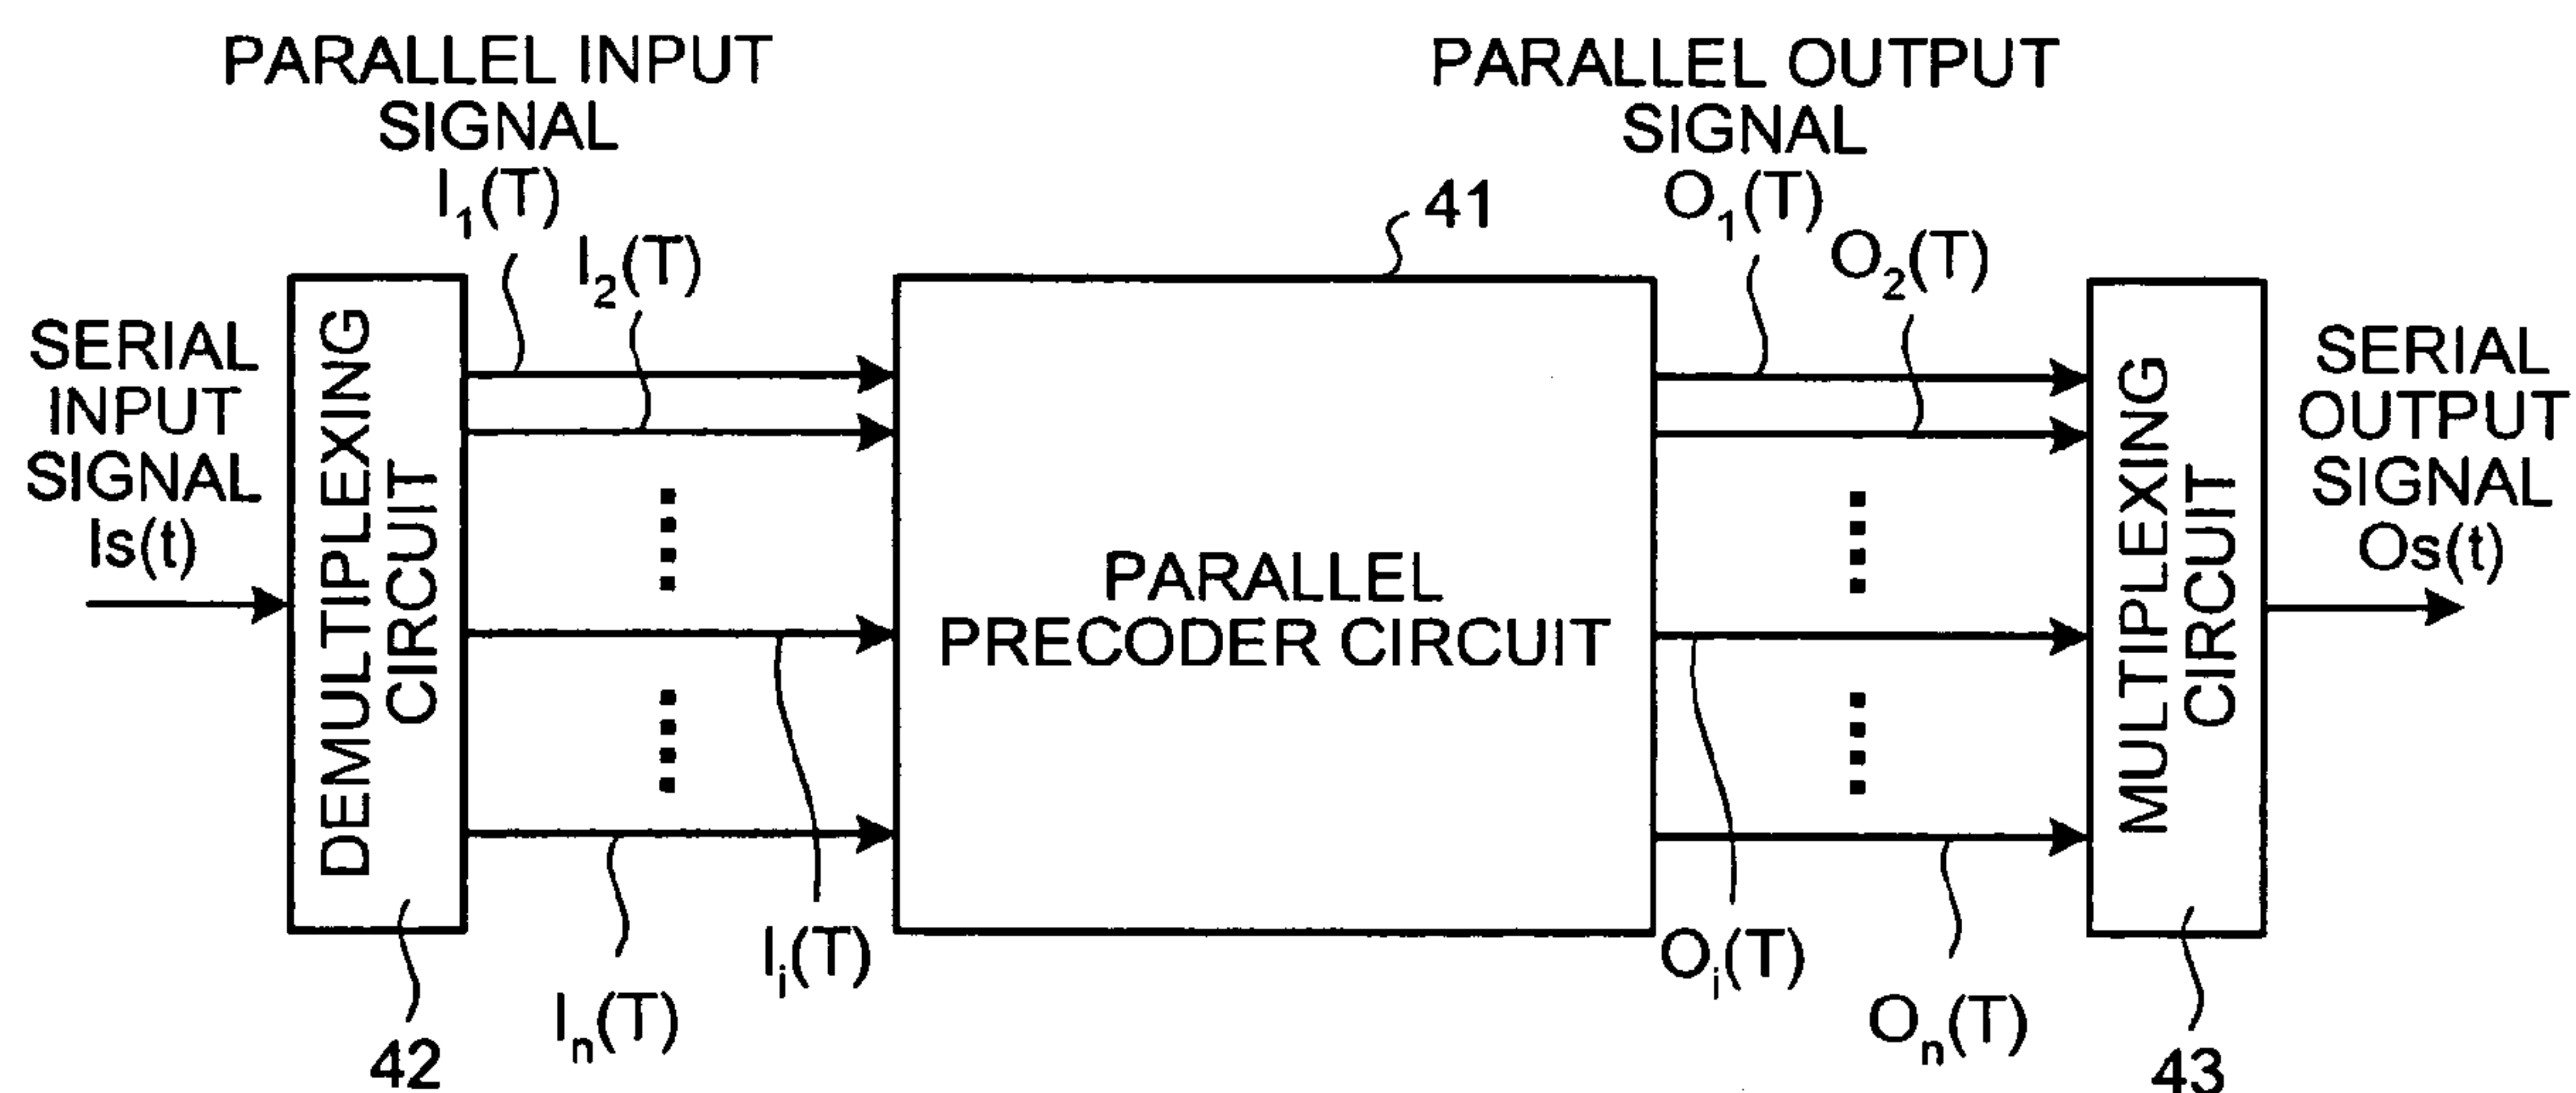 PARALLEL INPUT
SIGNAL
I1(T)
I2(T)
41
PARALLEL OUTPUT
SIGNAL
O1(T)
O2(T)
SERIAL
INPUT
SIGNAL
Is(t)
DEMULTIPLEXING
CIRCUIT
PARALLEL
PRECODER CIRCUIT
MULTIPLEXING
CIRCUIT
SERIAL
OUTPUT
SIGNAL
Os(t)
Ii(T)
In(T)
Oi(T)
On(T)
42
43